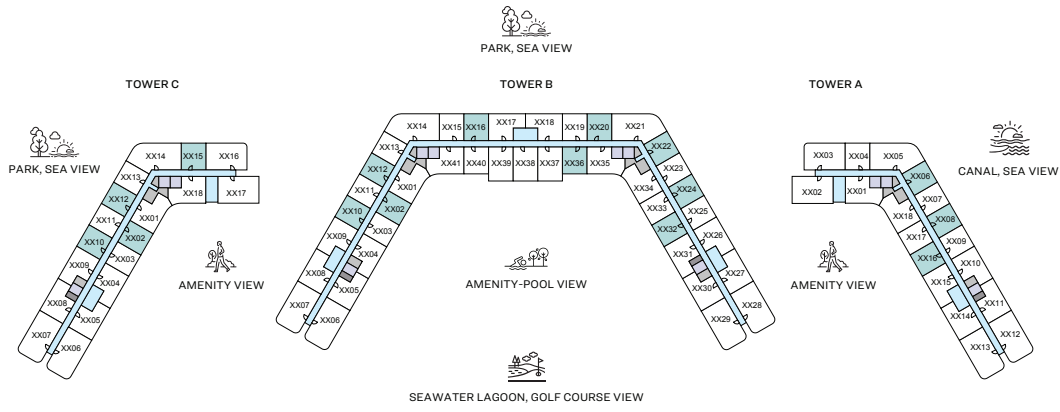 PARK, SEA VIEW
TOWER C
TOWER B
TOWER A
PARK, SEA VIEW
CANAL, SEA VIEW
XX14
XX15
XX16
XX13
XX18
XX17
XX12
XX01
XX11
XX02
XX10
XX03
XX09
XX04
XX08
XX05
XX07
XX06
AMENITY VIEW
XX14
XX15
XX16
XX17
XX18
XX19
XX20
XX21
XX13
XX41
XX40
XX39
XX38
XX37
XX36
XX35
XX22
XX12
XX01
XX34
XX23
XX11
XX02
XX33
XX24
XX10
XX03
XX32
XX25
XX09
XX04
XX31
XX26
XX08
XX05
XX30
XX27
XX07
XX06
XX29
XX28
AMENITY-POOL VIEW
XX03
XX04
XX05
XX02
XX01
XX06
XX18
XX07
XX17
XX08
XX16
XX09
XX15
XX10
XX14
XX11
XX13
XX12
AMENITY VIEW
SEAWATER LAGOON, GOLF COURSE VIEW